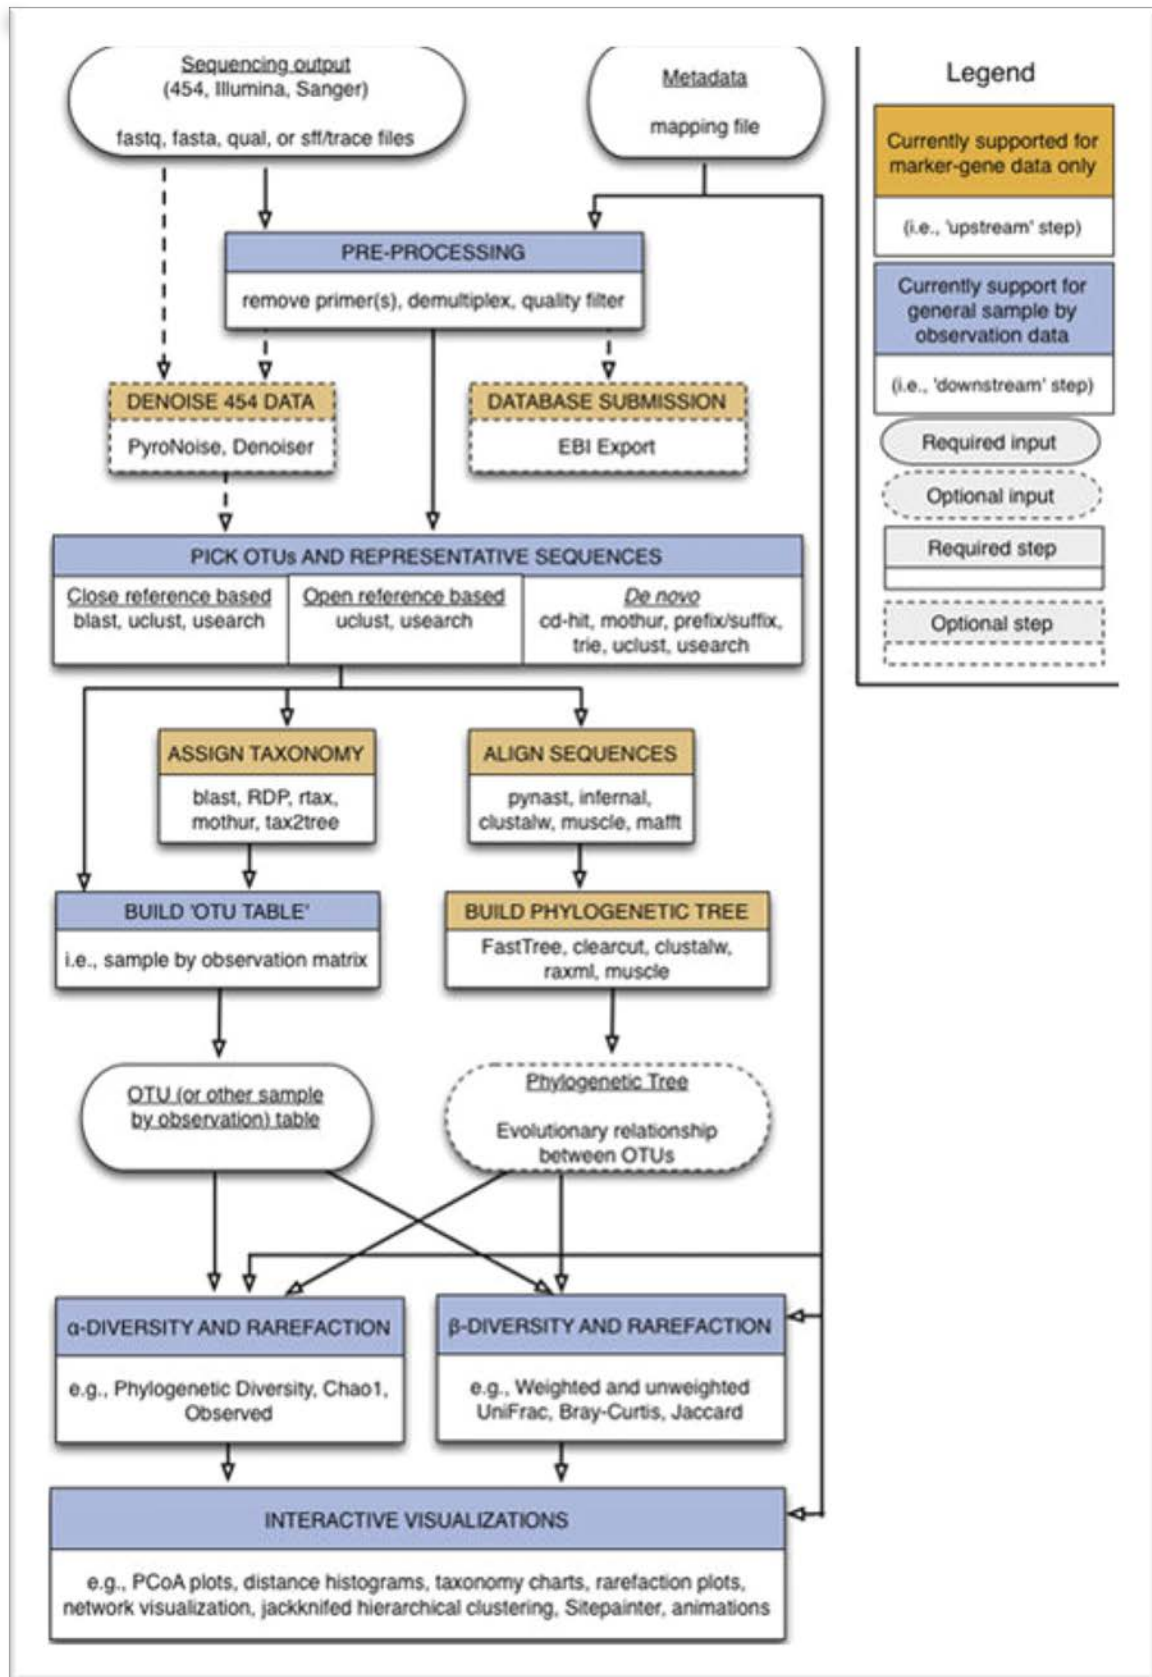 Sequencing output
(454, Illumina, Sanger)
fastq, fasta, qual, or sff/trace files
Metadata
mapping file
Legend
Currently supported for
marker-gene data only
(i.e., 'upstream' step)
Currently support for
general sample by
observation data
(i.e., 'downstream' step)
Required input
Optional input
Required step
Optional step
PRE-PROCESSING
remove primer(s), demultiplex, quality filter
DENOISE 454 DATA
PyroNoise, Denoiser
DATABASE SUBMISSION
EBI Export
PICK OTUs AND REPRESENTATIVE SEQUENCES
Close reference based
blast, uclust, usearch
Open reference based
uclust, usearch
De novo
cd-hit, mothur, prefix/suffix,
trie, uclust, usearch
ASSIGN TAXONOMY
blast, RDP, rtax,
mothur, tax2tree
ALIGN SEQUENCES
pynast, infernal,
clustalw, muscle, mafft
BUILD 'OTU TABLE'
i.e., sample by observation matrix
BUILD PHYLOGENETIC TREE
FastTree, clearcut, clustalw,
raxml, muscle
OTU (or other sample
by observation) table
Phylogenetic Tree
Evolutionary relationship
between OTUs
α-DIVERSITY AND RAREFACTION
e.g., Phylogenetic Diversity, Chao1,
Observed
β-DIVERSITY AND RAREFACTION
e.g., Weighted and unweighted
UniFrac, Bray-Curtis, Jaccard
INTERACTIVE VISUALIZATIONS
e.g., PCoA plots, distance histograms, taxonomy charts, rarefaction plots,
network visualization, jackknifed hierarchical clustering, Sitepainter, animations